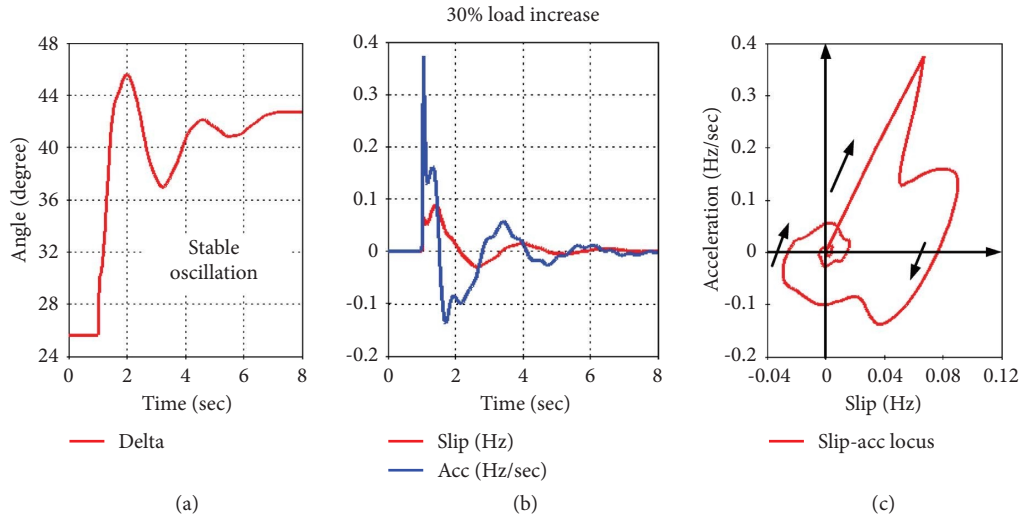 30% load increase
48
44
40
36
32
28
24
Angle (degree)
Stable
oscillation
0
2
4
6
8
Time (sec)
Delta
(a)
0.4
0.3
0.2
0.1
0
-0.1
-0.2
0
2
4
6
8
Time (sec)
Slip (Hz)
Acc (Hz/sec)
(b)
0.4
0.3
0.2
0.1
0
-0.1
-0.2
Acceleration (Hz/sec)
-0.04
0
0.04
0.08
0.12
Slip (Hz)
Slip-acc locus
(c)